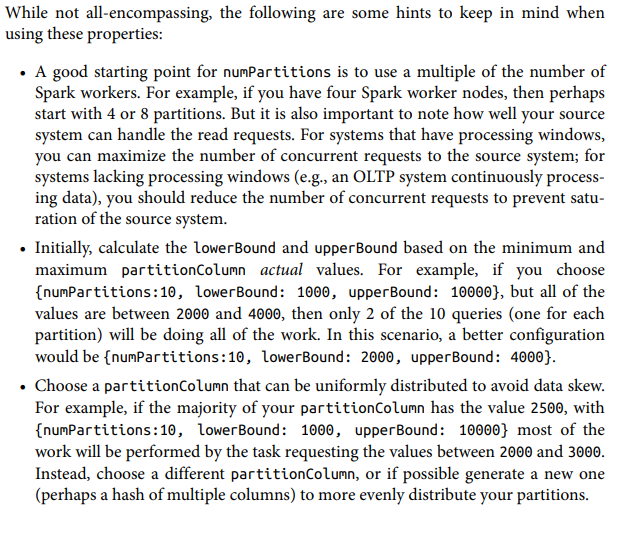 While not all-encompassing, the following are some hints to keep in mind when
using these properties:
• A good starting point for numPartitions is to use a multiple of the number of
Spark workers. For example, if you have four Spark worker nodes, then perhaps
start with 4 or 8 partitions. But it is also important to note how well your source
system can handle the read requests. For systems that have processing windows,
you can maximize the number of concurrent requests to the source system; for
systems lacking processing windows (e.g., an OLTP system continuously process-
ing data), you should reduce the number of concurrent requests to prevent satu-
ration of the source system.
• Initially, calculate the lowerBound and upperBound based on the minimum and
maximum partitionColumn actual values. For example, if you choose
{numPartitions:10, lowerBound: 1000, upperBound: 10000}, but all of the
values are between 2000 and 4000, then only 2 of the 10 queries (one for each
partition) will be doing all of the work. In this scenario, a better configuration
would be {numPartitions:10, lowerBound: 2000, upperBound: 4000}.
• Choose a partitionColumn that can be uniformly distributed to avoid data skew.
For example, if the majority of your partitionColumn has the value 2500, with
{numPartitions:10, lowerBound: 1000, upperBound: 10000} most of the
work will be performed by the task requesting the values between 2000 and 3000.
Instead, choose a different partitionColumn, or if possible generate a new one
(perhaps a hash of multiple columns) to more evenly distribute your partitions.